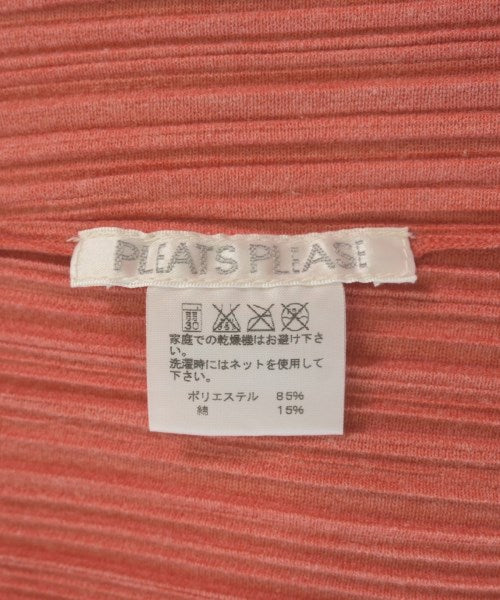 PLEATS PLEASE
家庭での乾燥機はお避け下さ
い。
洗濯時にはネットを使用して
下さい。
ポリエステル 85%
綿 15%